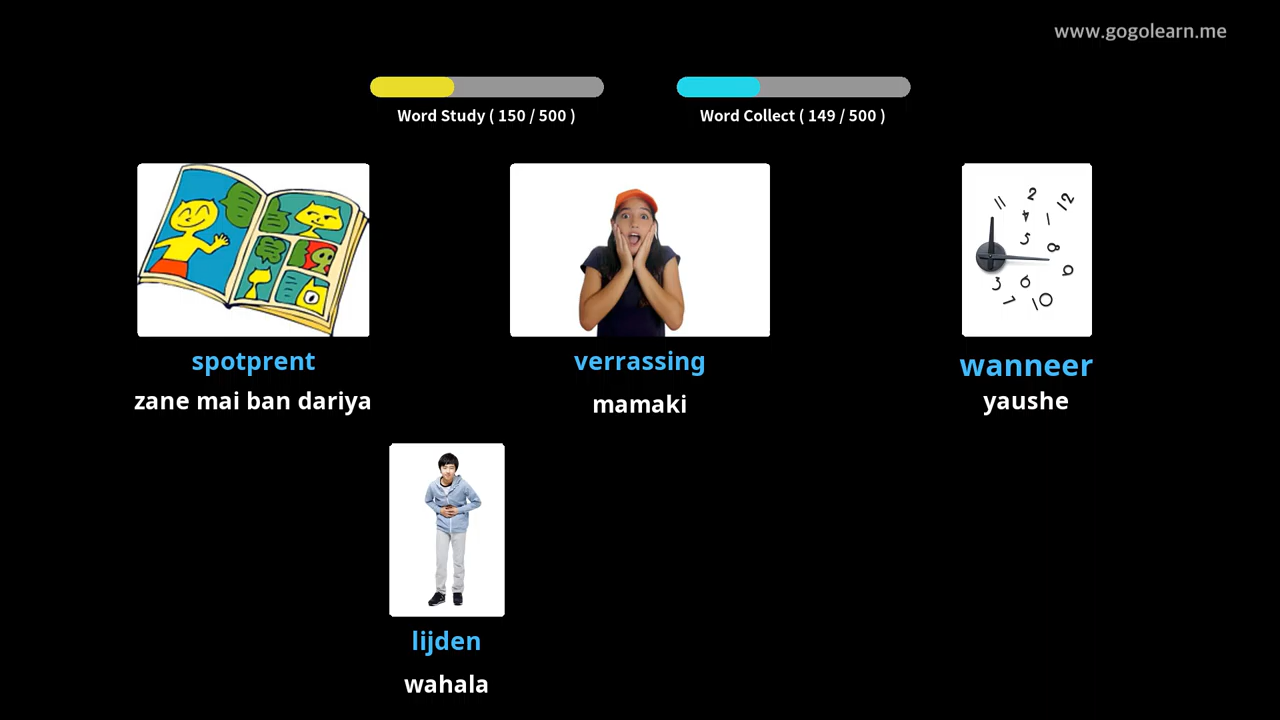 www.gogolearn.me
Word Study ( 150 / 500 )
Word Collect ( 149 / 500 )
spotprent
zane mai ban dariya
verrassing
mamaki
wanneer
yaushe
lijden
wahala